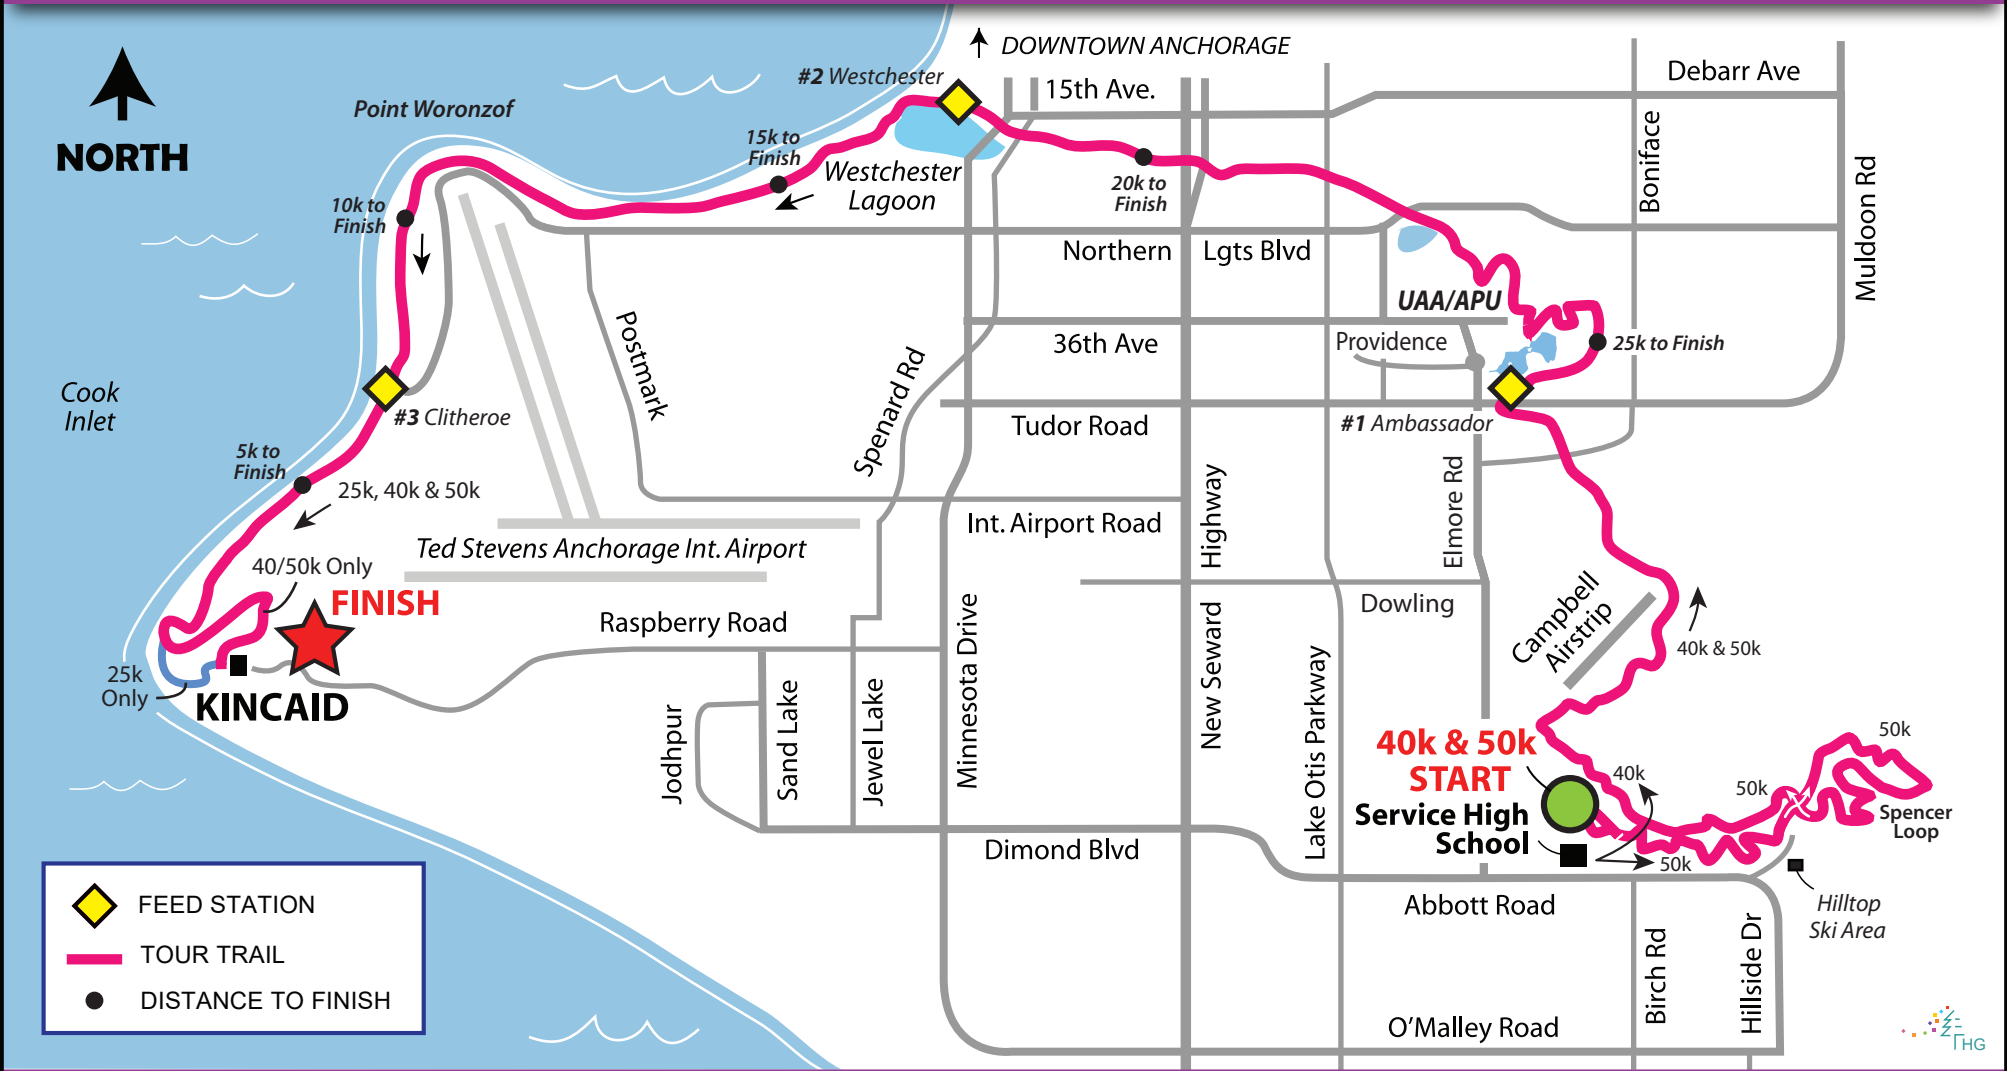 DOWNTOWN ANCHORAGE
#2 Westchester
15th Ave.
Debarr Ave
Point Woronzof
NORTH
15k to
Finish
Westchester
Lagoon
20k to
Finish
Boniface
Muldoon Rd
10k to
Finish
Northern
Lgts Blvd
UAA/APU
Postmark
36th Ave
Providence
25k to Finish
Spenard Rd
Cook
Inlet
#3 Clitheroe
Tudor Road
#1 Ambassador
5k to
Finish
25k, 40k & 50k
Int. Airport Road
Highway
Elmore Rd
Ted Stevens Anchorage Int. Airport
40/50k Only
FINISH
Raspberry Road
Dowling
Campbell
Airstrip
40k & 50k
25k
Only
KINCAID
Jodhpur
Sand Lake
Jewel Lake
Minnesota Drive
New Seward
Lake Otis Parkway
40k & 50k
START
Service High
School
40k
50k
50k
50k
Spencer
Loop
Dimond Blvd
Abbott Road
Hilltop
Ski Area
Birch Rd
Hillside Dr
O'Malley Road
FEED STATION
TOUR TRAIL
DISTANCE TO FINISH
HG